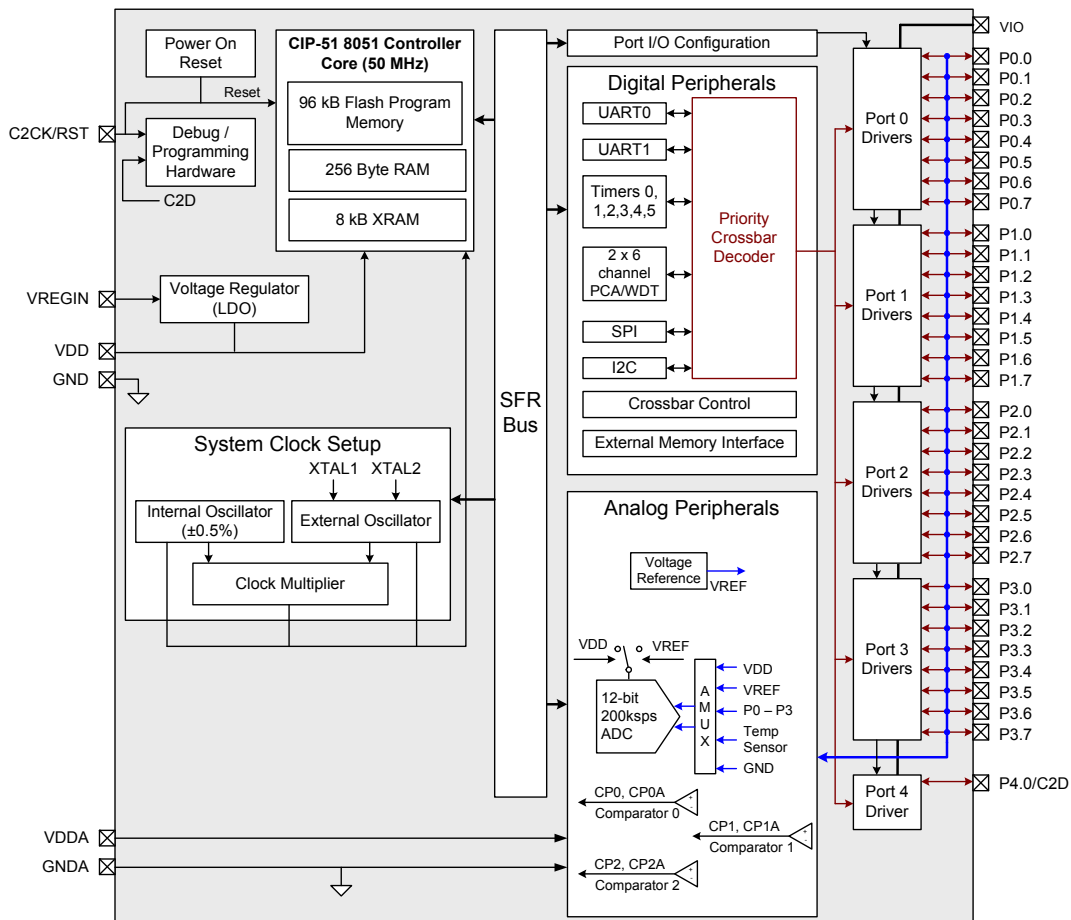 Power On
Reset
Reset
C2CK/RST
Debug /
Programming
Hardware
C2D
CIP-51 8051 Controller
Core (50 MHz)
96 kB Flash Program
Memory
256 Byte RAM
8 kB XRAM
VREGIN
Voltage Regulator
(LDO)
VDD
GND
System Clock Setup
XTAL1
XTAL2
Internal Oscillator
(±0.5%)
External Oscillator
Clock Multiplier
VDDA
GNDA
SFR
Bus
Port I/O Configuration
Digital Peripherals
UART0
UART1
Timers 0,
1,2,3,4,5
2 x 6
channel
PCA/WDT
SPI
I2C
Priority
Crossbar
Decoder
Crossbar Control
External Memory Interface
Analog Peripherals
Voltage
Reference
VREF
VDD
VREF
12-bit
200ksps
ADC
A
M
U
X
VDD
VREF
P0 – P3
Temp
Sensor
GND
CP0, CP0A
Comparator 0
CP1, CP1A
Comparator 1
CP2, CP2A
Comparator 2
Port 0
Drivers
Port 1
Drivers
Port 2
Drivers
Port 3
Drivers
Port 4
Driver
VIO
P0.0
P0.1
P0.2
P0.3
P0.4
P0.5
P0.6
P0.7
P1.0
P1.1
P1.2
P1.3
P1.4
P1.5
P1.6
P1.7
P2.0
P2.1
P2.2
P2.3
P2.4
P2.5
P2.6
P2.7
P3.0
P3.1
P3.2
P3.3
P3.4
P3.5
P3.6
P3.7
P4.0/C2D